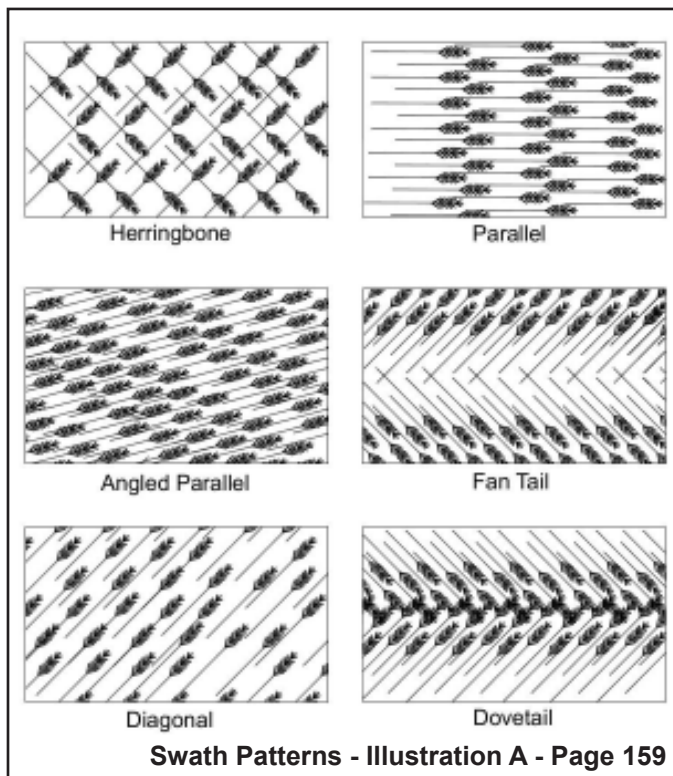 Herringbone
Parallel
Angled Parallel
Fan Tail
Diagonal
Dovetail
Swath Patterns - Illustration A - Page 159